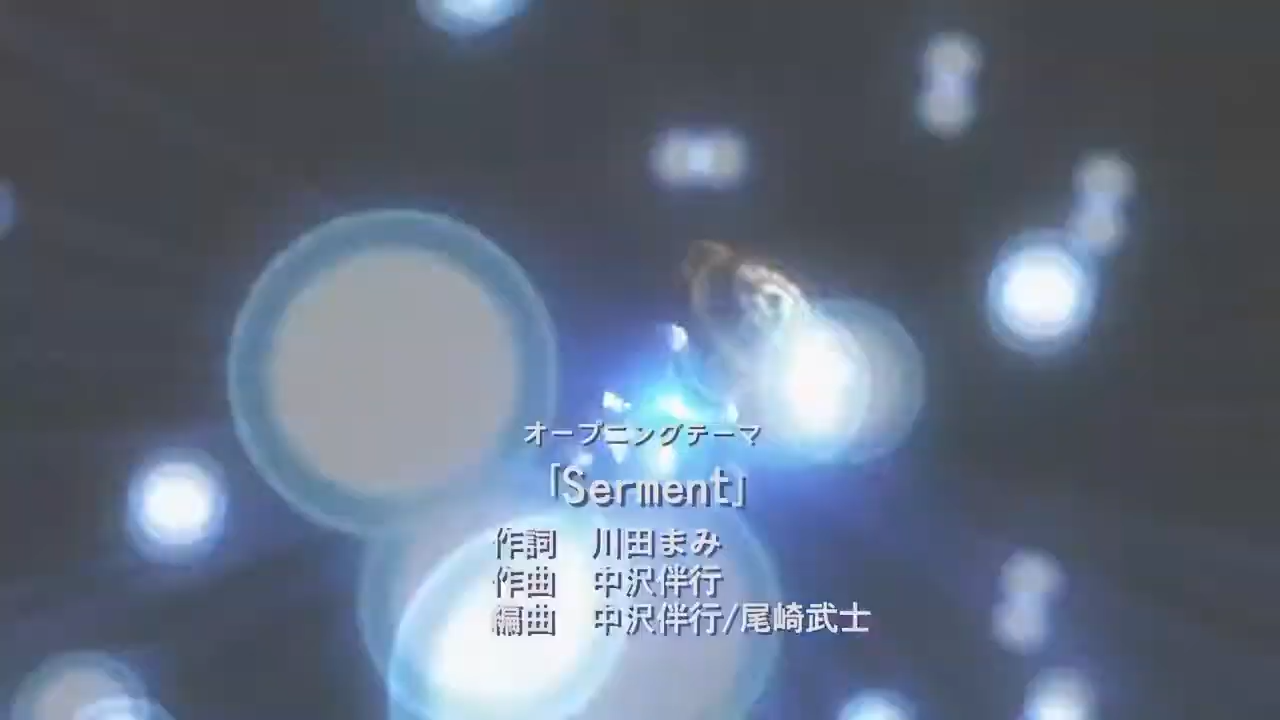 オープニングテーマ
「Serment」
作詞　川田まみ
作曲　中沢伴行
編曲　中沢伴行/尾崎武士